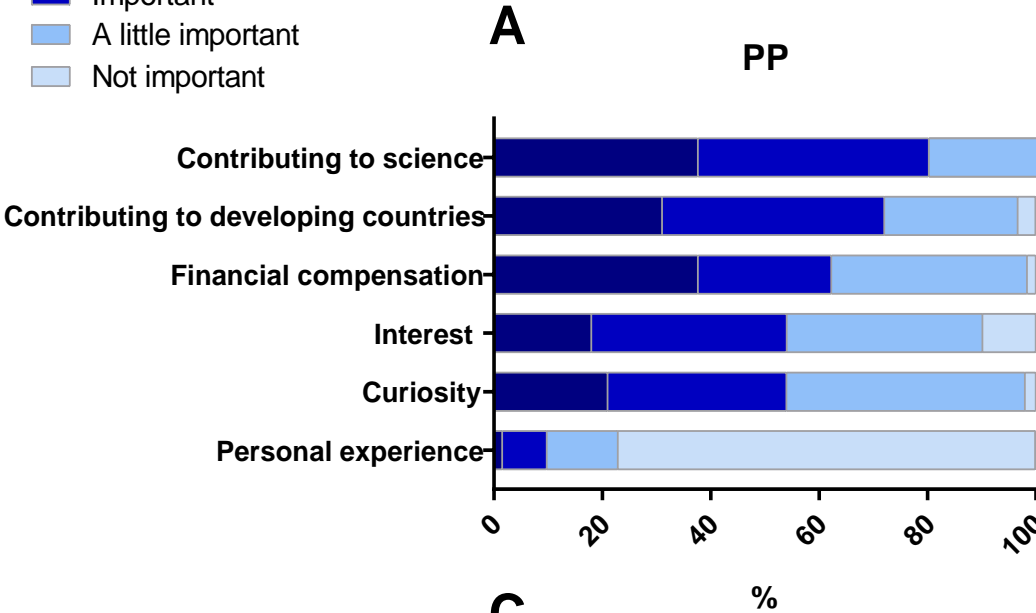 Important
A little important
Not important
A
PP
Contributing to science
Contributing to developing countries
Financial compensation
Interest
Curiosity
Personal experience
0 20 40 60 80 100
%
C